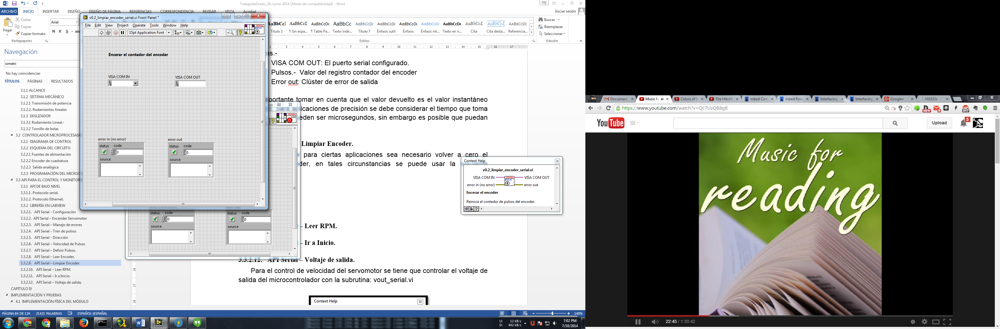 TrabajodeGrado_26-Junio-2014 [Modo de compatibilidad] - Word
ARCHIVO INICIO INSERTAR DISEÑO DISEÑO DE PÁGINA REFERENCIAS CORRESPONDENCIA REVISAR VISTA Acrobat Iniciar sesión
Pegar
Cortar
Copiar
Copiar formato
Portapapeles
Arial
N K S abc
Título 3 ¶ Sin espa... ¶ Table Pa... Texto inde... Título 7 Énfasis sutil Énfasis Énfasis int... Texto en n... Cita Cita desta... Referencia...
Estilos
Buscar
Reemplazar
Seleccionar
Edición
Navegación
simetri
No hay coincidencias
TÍTULOS PÁGINAS RESULTADOS
3.1.1 ALCANCE
3.1.2 SISTEMA MECÁNICO
3.1.2.1 Transmisión de potencia
3.1.2.2. Rodamientos lineales
3.1.3 DESLIZADOR
3.1.3.1 Rodamiento Lineal.-
3.1.3.2 Tornillo de bolas
3.2 CONTROLADOR MICROPROCESADO
3.2.1 DIAGRAMA DE CONTROL
3.2.2 ESQUEMA DEL CIRCUITO
3.2.2.1 Fuentes de alimentación
3.2.2.2 Encoder de cuadratura
3.2.2.3 Salida analógica
3.2.3 PROGRAMACIÓN DEL MICROC
3.3 API PARA EL CONTROL Y MONITOR
3.3.1 API DE BAJO NIVEL
3.3.1.1. Protocolo serial.
3.3.1.2. Protocolo Ethernet.
3.3.2 LIBRERÍA EN LABVIEW
3.3.2.1. API Serial - Configuración
3.3.2.2. API Serial – Encender Servomotor
3.3.2.3. API Serial – Manejo de errores
3.3.2.4. API Serial - Tren de pulsos
3.3.2.5. API Serial - Dirección
3.3.2.6. API Serial – Velocidad de Pulsos
3.3.2.7. API Serial – Definir Pulsos.
3.3.2.8. API Serial – Leer Encoder.
3.3.2.9. API Serial – Limpiar Encoder.
3.3.2.10. API Serial – Leer RPM.
3.3.2.11. API Serial – Ir a Inicio.
3.3.2.12. API Serial – Voltaje de salida.
CAPITULO IV
IMPLEMENTACIÓN Y PRUEBAS
4.1 IMPLEMENTACIÓN FÍSICA DEL MÓDULO
v0.2_limpiar_encoder_serial.vi Front Panel *
File Edit View Project Operate Tools Window Help
15pt Application Font
SERIAL
ENC=0
Encerar el contador del encoder
VISA COM IN VISA COM OUT
error in (no error) error out
status code status code
0 0
source source
SERIAL
SON
status code status code
0 0
source source
as.-
VISA COM OUT: El puerto serial configurado.
Pulsos.- Valor del registro contador del encoder
Error out: Clúster de error de salida
portante tomar en cuenta que el valor devuelto es el valor instantáneo
icaciones de precisión se debe considerar el tiempo que toma
eden ser microsegundos, sin embargo es posible que puedan
Limpiar Encoder.
para ciertas aplicaciones sea necesario volver a cero el
der, en tales circunstancias se puede usar la
– Leer RPM.
– Ir a Inicio.
3.3.2.12. API Serial – Voltaje de salida.
Para el control de velocidad del servomotor se tiene que controlar el voltaje de
salida del microcontrolador con la subrutina: vout_serial.vi
Context Help
Context Help
v0.2_limpiar_encoder_serial.vi
VISA COM IN VISA COM OUT
SERIAL
ENC=0
error in (no error) error out
Encerar el encoder
Reinicia el contador de pulsos del encoder.
PÁGINA 84 DE 124 21421 PALABRAS ESPAÑOL (ESPAÑA) 140%
U: 12 kB/s
D: 402 kB/s
7:02 PM
7/10/2014
Document Music fo Colors of Ir The Hitchh mbed Com mbed Pow Interfacing Interfacing Google+ HG532s
https://www.youtube.com/watch?v=Qc7UzQB8gtI
NEW 9 ABP 317
YouTube Upload 3
Music for
reading
22:45 / 1:30:42